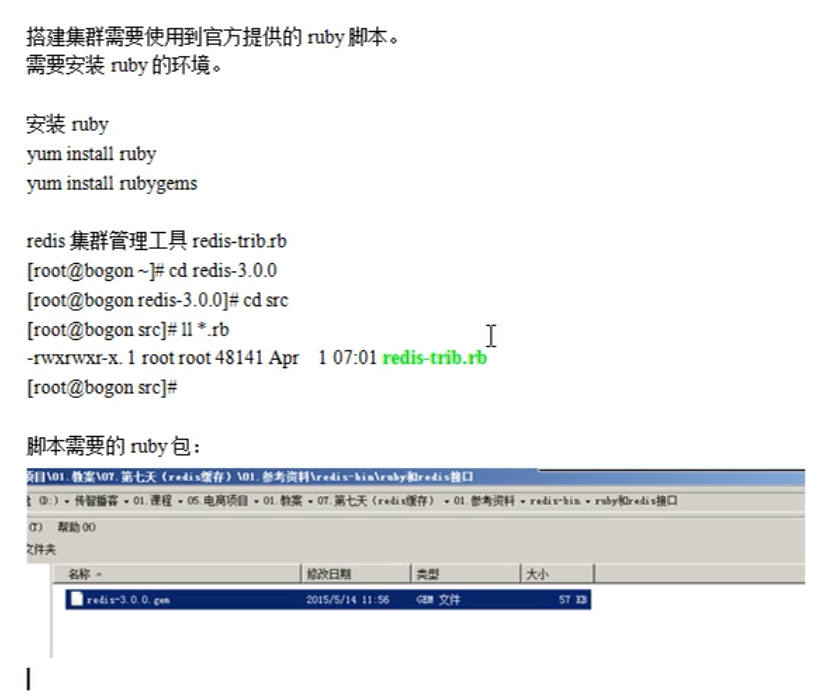 搭建集群需要使用到官方提供的 ruby 脚本。
需要安装 ruby 的环境。
安装 ruby
yum install ruby
yum install rubygems
redis 集群管理工具 redis-trib.rb
[root@bogon ~]# cd redis-3.0.0
[root@bogon redis-3.0.0]# cd src
[root@bogon src]# ll *.rb
-rwxrwxr-x. 1 root root 48141 Apr    1 07:01 redis-trib.rb
[root@bogon src]#
脚本需要的 ruby 包：
项目\01.教案\07.第七天（redis缓存）\01.参考资料\redis-bin\ruby和redis接口
(D:) 传智播客 01.课程 05.电商项目 01.教案 07.第七天（redis缓存） 01.参考资料 redis-bin ruby和redis接口
(T) 帮助(H)
文件夹
名称 修改日期 类型 大小
redis-3.0.0.gem 2015/5/14 11:56 GEM 文件 57 KB